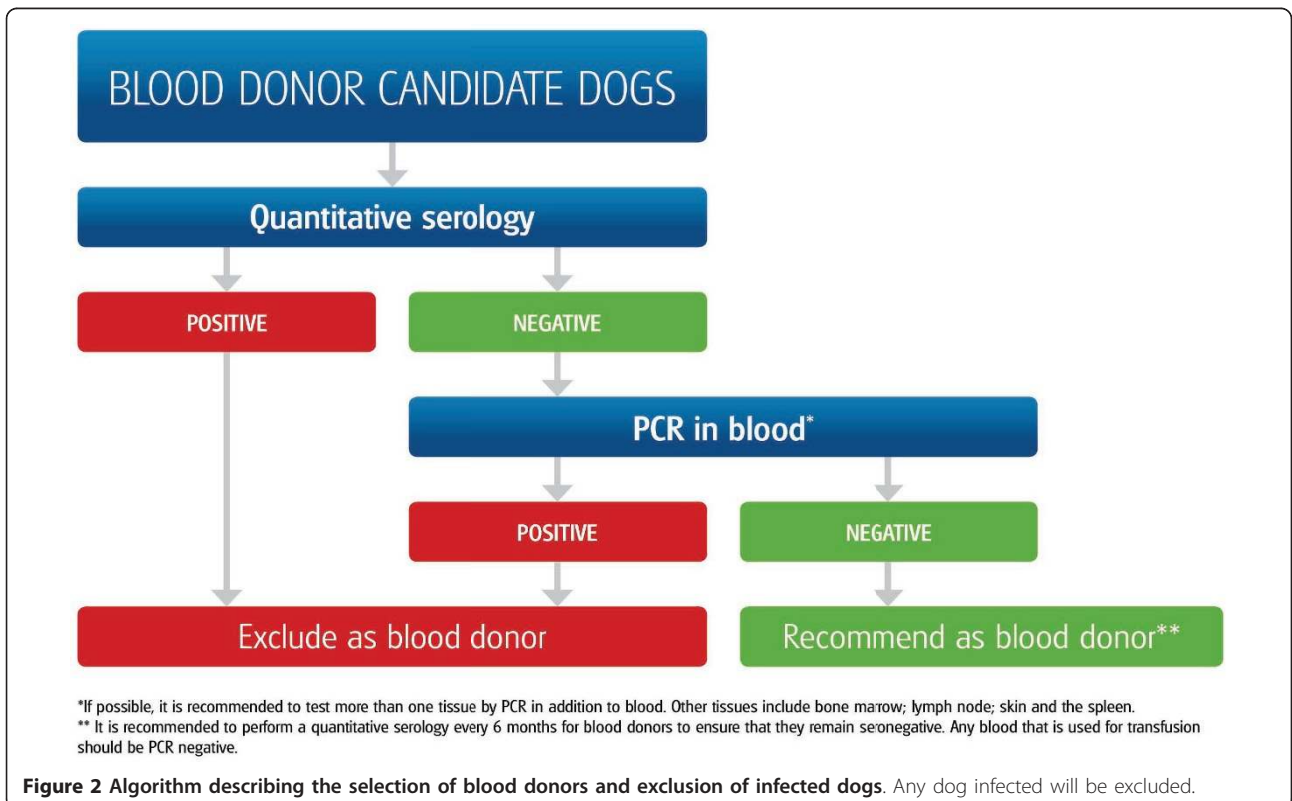 BLOOD DONOR CANDIDATE DOGS
Quantitative serology
POSITIVE
NEGATIVE
PCR in blood*
POSITIVE
NEGATIVE
Exclude as blood donor
Recommend as blood donor**
*If possible, it is recommended to test more than one tissue by PCR in addition to blood. Other tissues include bone marrow; lymph node; skin and the spleen.
** It is recommended to perform a quantitative serology every 6 months for blood donors to ensure that they remain seronegative. Any blood that is used for transfusion
should be PCR negative.
Figure 2 Algorithm describing the selection of blood donors and exclusion of infected dogs. Any dog infected will be excluded.